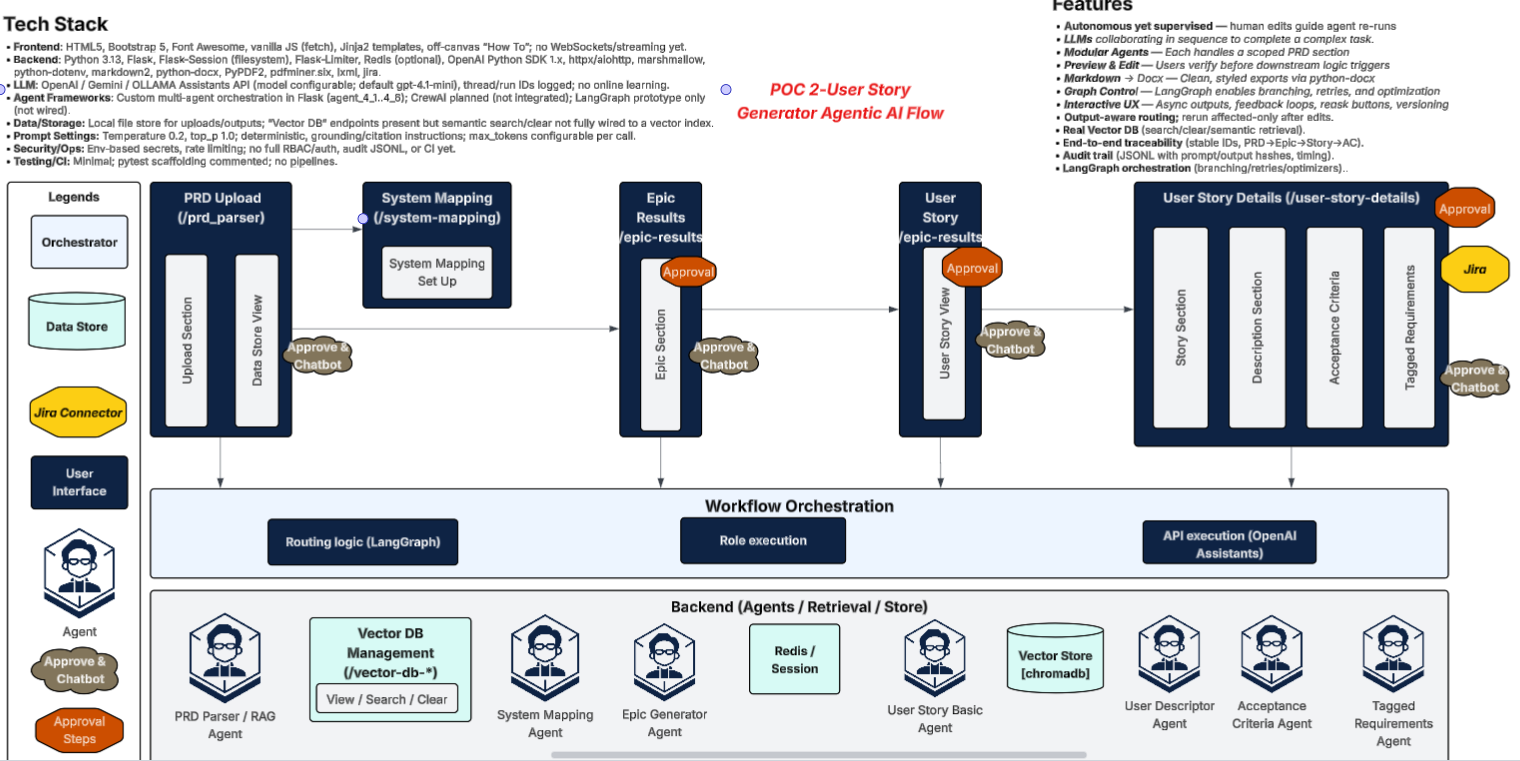 Tech Stack
• Frontend: HTML5, Bootstrap 5, Font Awesome, vanilla JS (fetch), Jinja2 templates, off-canvas “How To”; no WebSockets/streaming yet.
• Backend: Python 3.13, Flask, Flask-Session (filesystem), Flask-Limiter, Redis (optional), OpenAI Python SDK 1.x, httpx/aiohttp, marshmallow,
python-dotenv, markdown2, python-docx, PyPDF2, pdfminer.six, lxml, jira.
• LLM: OpenAI / Gemini / OLLAMA Assistants API (model configurable; default gpt-4.1-mini), thread/run IDs logged; no online learning.
• Agent Frameworks: Custom multi-agent orchestration in Flask (agent_4_1..4_6); CrewAI planned (not integrated); LangGraph prototype only
(not wired).
• Data/Storage: Local file store for uploads/outputs; "Vector DB" endpoints present but semantic search/clear not fully wired to a vector index.
• Prompt Settings: Temperature 0.2, top_p 1.0; deterministic, grounding/citation instructions; max_tokens configurable per call.
• Security/Ops: Env-based secrets, rate limiting; no full RBAC/auth, audit JSONL, or CI yet.
• Testing/CI: Minimal; pytest scaffolding commented; no pipelines.
POC 2-User Story
Generator Agentic AI Flow
Features
• Autonomous yet supervised — human edits guide agent re-runs
• LLMs collaborating in sequence to complete a complex task.
• Modular Agents — Each handles a scoped PRD section
• Preview & Edit — Users verify before downstream logic triggers
• Markdown → Docx — Clean, styled exports via python-docx
• Graph Control — LangGraph enables branching, retries, and optimization
• Interactive UX — Async outputs, feedback loops, reask buttons, versioning
• Output-aware routing; rerun affected-only after edits.
• Real Vector DB (search/clear/semantic retrieval).
• End-to-end traceability (stable IDs, PRD→Epic→Story→AC).
• Audit trail (JSONL with prompt/output hashes, timing).
• LangGraph orchestration (branching/retries/optimizers)..
Legends
Orchestrator
Data Store
Jira Connector
User
Interface
Agent
Approve &
Chatbot
Approval
Steps
PRD Upload
(/prd_parser)
Upload Section
Data Store View
Approve &
Chatbot
System Mapping
(/system-mapping)
System Mapping
Set Up
Epic
Results
/epic-results
Approval
Epic Section
Approve &
Chatbot
User
Story
/epic-results
Approval
User Story View
Approve &
Chatbot
User Story Details (/user-story-details)
Story Section
Description Section
Acceptance Criteria
Tagged Requirements
Approval
Jira
Approve &
Chatbot
Workflow Orchestration
Routing logic (LangGraph)
Role execution
API execution (OpenAI
Assistants)
Backend (Agents / Retrieval / Store)
PRD Parser / RAG
Agent
Vector DB
Management
(/vector-db-*)
View / Search / Clear
System Mapping
Agent
Epic Generator
Agent
Redis /
Session
User Story Basic
Agent
Vector Store
[chromadb]
User Descriptor
Agent
Acceptance
Criteria Agent
Tagged
Requirements
Agent